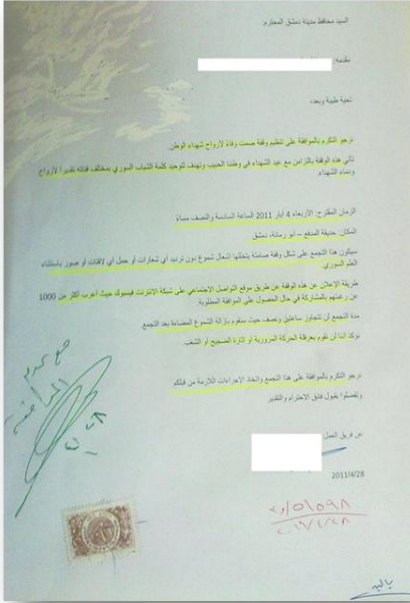 السيد محافظ مدينة دمشق المحترم:
مقدمه:
تحية طيبة وبعد،
نرجو التكرم بالموافقة على تنظيم وقفة صمت وفاءً لأرواح شهداء الوطن.
تأتي هذه الوقفة بالتزامن مع عيد الشهداء في وطننا الحبيب وتهدف لتوحيد كلمة الشباب السوري بمختلف فئاته تقديراً لأرواح
ودماء الشهداء.
الزمان المقترح: الأربعاء 4 أيار 2011 الساعة السادسة والنصف مساءً
المكان: حديقة المدفع – أبو رمانة، دمشق
سيكون هذا التجمع على شكل وقفة صامتة يتخللها إشعال شموع دون ترديد أي شعارات أو حمل أي لافتات أو صور باستثناء
العلم السوري
طريقة الإعلان عن هذه الوقفة عن طريق موقع التواصل الاجتماعي على شبكة الانترنت فيسبوك حيث أعرب أكثر من 1000
عن رغبتهم بالمشاركة في حال الحصول على الموافقة المطلوبة.
مدة التجمع لن تتجاوز ساعتين ونصف حيث سنقوم بإزالة الشموع المضاءة بعد التجمع.
نؤكد أننا لن نقوم بعرقلة الحركة المرورية أو إثارة الضجيج أو الشغب.
نرجو التكرم بالموافقة على هذا التجمع واتخاذ الإجراءات اللازمة من قبلكم
وتفضلوا بقبول فائق الاحترام والتقدير
عن فريق العمل
2011/4/28